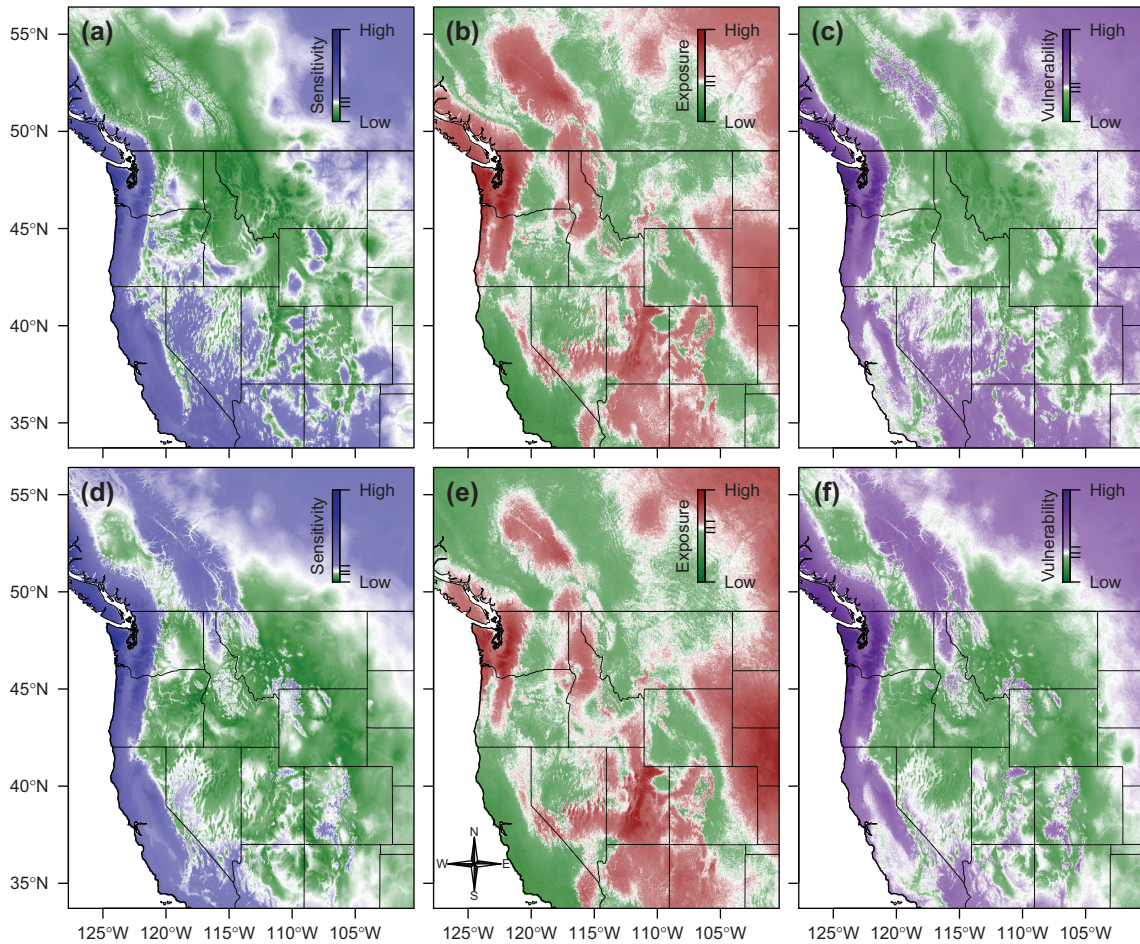 (a) High (b) High (c) High
55°N
Sensitivity Exposure Vulnerability
Low Low Low
50°N
45°N
40°N
35°N
(d) High (e) High (f) High
55°N
Sensitivity Exposure Vulnerability
Low Low Low
50°N
45°N
40°N
N
35°N W E
S
125°W 120°W 115°W 110°W 105°W 125°W 120°W 115°W 110°W 105°W 125°W 120°W 115°W 110°W 105°W